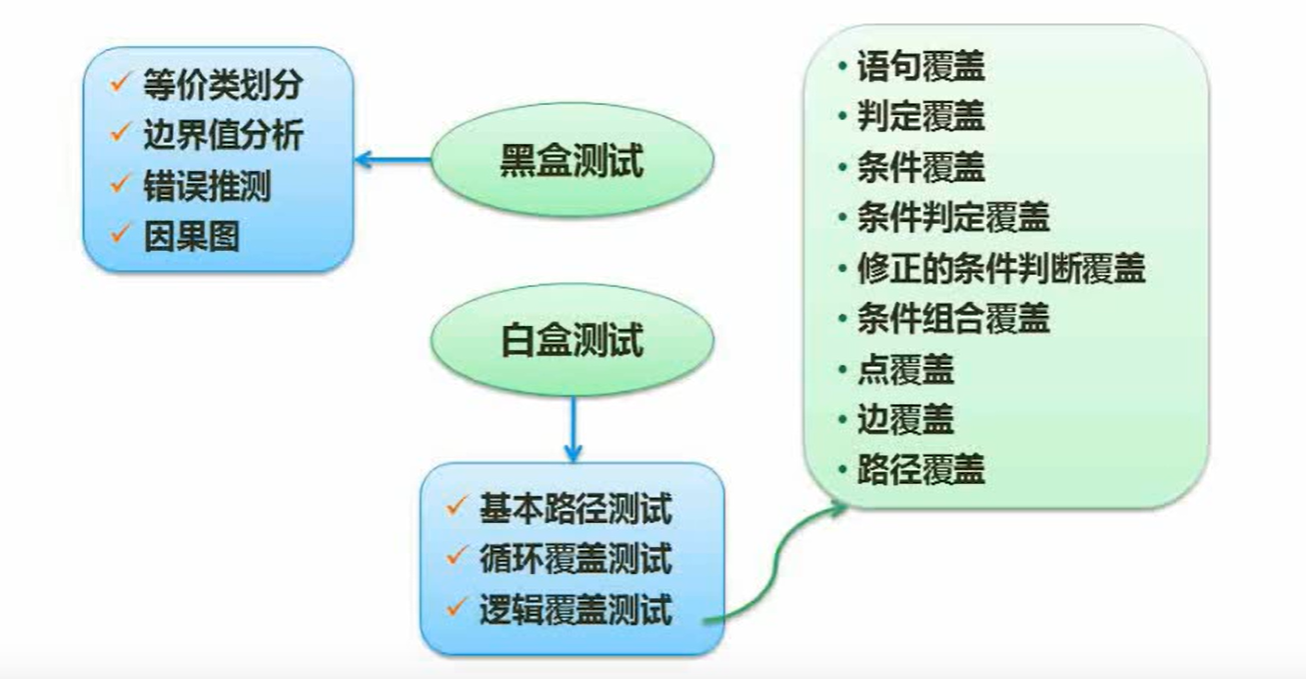 等价类划分
边界值分析
错误推测
因果图
黑盒测试
白盒测试
基本路径测试
循环覆盖测试
逻辑覆盖测试
语句覆盖
判定覆盖
条件覆盖
条件判定覆盖
修正的条件判断覆盖
条件组合覆盖
点覆盖
边覆盖
路径覆盖